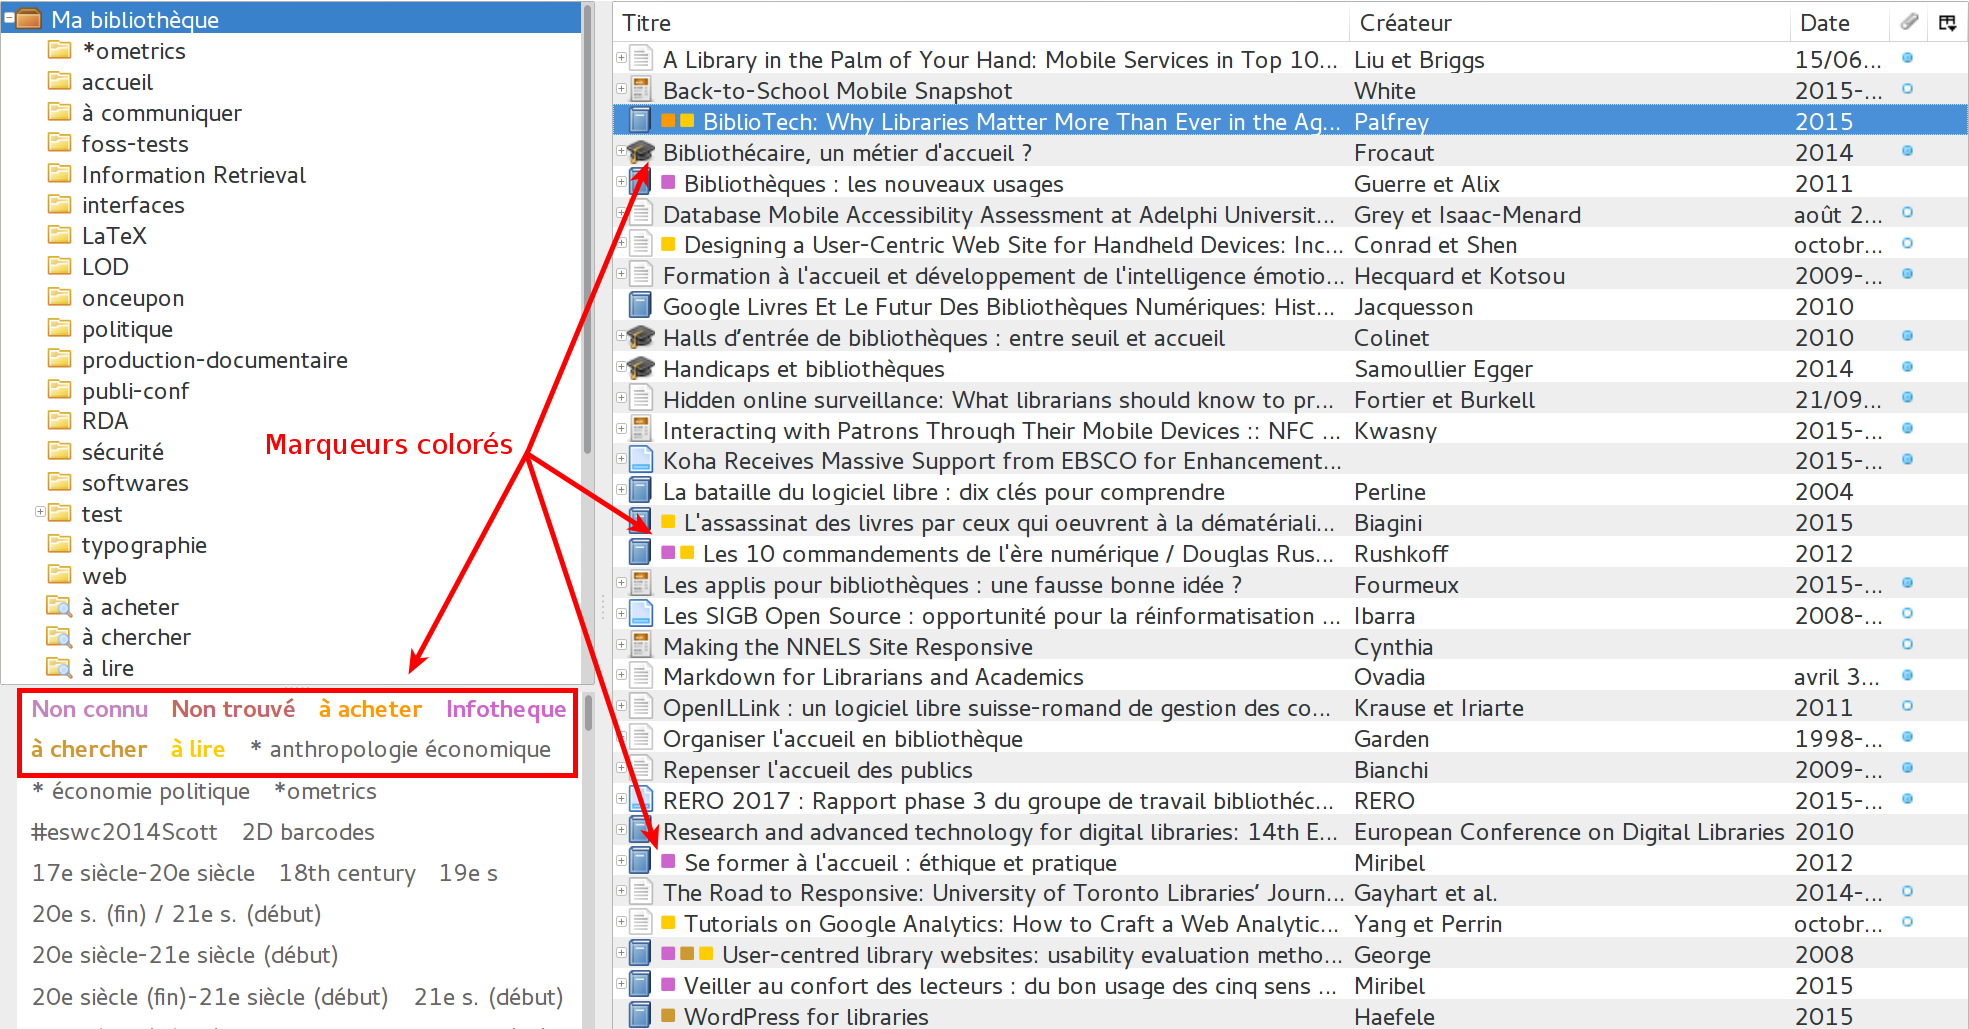 Ma bibliothèque
*ometrics
accueil
à communiquer
foss-tests
Information Retrieval
interfaces
LaTeX
LOD
onceupon
politique
production-documentaire
publi-conf
RDA
sécurité
softwares
test
typographie
web
à acheter
à chercher
à lire
Marqueurs colorés
Non connu Non trouvé à acheter Infotheque
à chercher à lire * anthropologie économique
* économie politique *ometrics
#eswc2014Scott 2D barcodes
17e siècle-20e siècle 18th century 19e s
20e s. (fin) / 21e s. (début)
20e siècle-21e siècle (début)
20e siècle (fin)-21e siècle (début) 21e s. (début)
Titre Créateur Date
A Library in the Palm of Your Hand: Mobile Services in Top 10... Liu et Briggs 15/06...
Back-to-School Mobile Snapshot White 2015-...
BiblioTech: Why Libraries Matter More Than Ever in the Ag... Palfrey 2015
Bibliothécaire, un métier d'accueil ? Frocaut 2014
Bibliothèques : les nouveaux usages Guerre et Alix 2011
Database Mobile Accessibility Assessment at Adelphi Universit... Grey et Isaac-Menard août 2...
Designing a User-Centric Web Site for Handheld Devices: Inc... Conrad et Shen octobr...
Formation à l'accueil et développement de l'intelligence émotio... Hecquard et Kotsou 2009-...
Google Livres Et Le Futur Des Bibliothèques Numériques: Hist... Jacquesson 2010
Halls d’entrée de bibliothèques : entre seuil et accueil Colinet 2010
Handicaps et bibliothèques Samoullier Egger 2014
Hidden online surveillance: What librarians should know to pr... Fortier et Burkell 21/09...
Interacting with Patrons Through Their Mobile Devices :: NFC ... Kwasny 2015-...
Koha Receives Massive Support from EBSCO for Enhancement... 2015-...
La bataille du logiciel libre : dix clés pour comprendre Perline 2004
L'assassinat des livres par ceux qui oeuvrent à la dématériali... Biagini 2015
Les 10 commandements de l'ère numérique / Douglas Rus... Rushkoff 2012
Les applis pour bibliothèques : une fausse bonne idée ? Fourmeux 2015-...
Les SIGB Open Source : opportunité pour la réinformatisation ... Ibarra 2008-...
Making the NNELS Site Responsive Cynthia
Markdown for Librarians and Academics Ovadia avril 3...
OpenILLink : un logiciel libre suisse-romand de gestion des co... Krause et Iriarte 2011
Organiser l'accueil en bibliothèque Garden 1998-...
Repenser l'accueil des publics Bianchi 2009-...
RERO 2017 : Rapport phase 3 du groupe de travail bibliothéc... RERO 2015-...
Research and advanced technology for digital libraries: 14th E... European Conference on Digital Libraries 2010
Se former à l'accueil : éthique et pratique Miribel 2012
The Road to Responsive: University of Toronto Libraries’ Journ... Gayhart et al. 2014-...
Tutorials on Google Analytics: How to Craft a Web Analytic... Yang et Perrin octobr...
User-centred library websites: usability evaluation metho... George 2008
Veiller au confort des lecteurs : du bon usage des cinq sens ... Miribel 2015
WordPress for libraries Haefele 2015